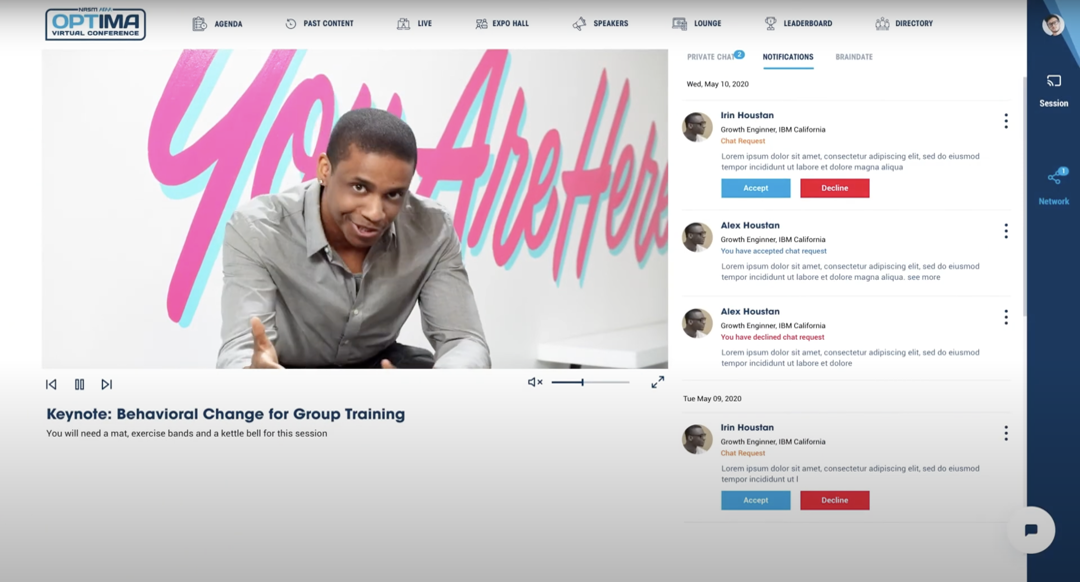 NASM AFAA
OPTIMA
VIRTUAL CONFERENCE
AGENDA
PAST CONTENT
LIVE
EXPO HALL
SPEAKERS
LOUNGE
LEADERBOARD
DIRECTORY
You Are Here
Keynote: Behavioral Change for Group Training
You will need a mat, exercise bands and a kettle bell for this session
PRIVATE CHAT 2
NOTIFICATIONS
BRAINDATE
Wed, May 10, 2020
Irin Houstan
Growth Enginner, IBM California
Chat Request
Lorem ipsum dolor sit amet, consectetur adipiscing elit, sed do eiusmod
tempor incididunt ut labore et dolore magna aliqua
Accept
Decline
Alex Houstan
Growth Enginner, IBM California
You have accepted chat request
Lorem ipsum dolor sit amet, consectetur adipiscing elit, sed do eiusmod
tempor incididunt ut labore et dolore magna aliqua. see more
Alex Houstan
Growth Enginner, IBM California
You have declined chat request
Lorem ipsum dolor sit amet, consectetur adipiscing elit, sed do eiusmod
tempor incididunt ut labore et dolore
Tue May 09, 2020
Irin Houstan
Growth Enginner, IBM California
Chat Request
Lorem ipsum dolor sit amet, consectetur adipiscing elit, sed do eiusmod
tempor incididunt ut l
Accept
Decline
Session
1
Network